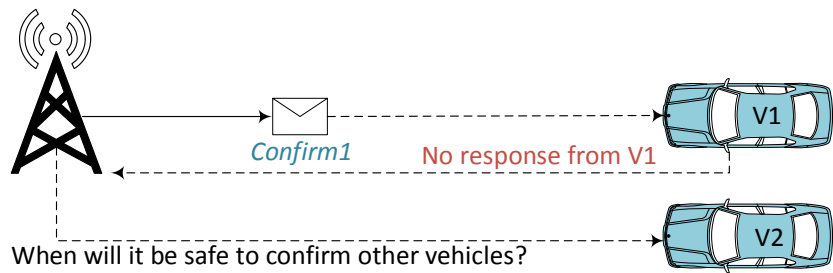 V1
Confirm1
No response from V1
V2
When will it be safe to confirm other vehicles?